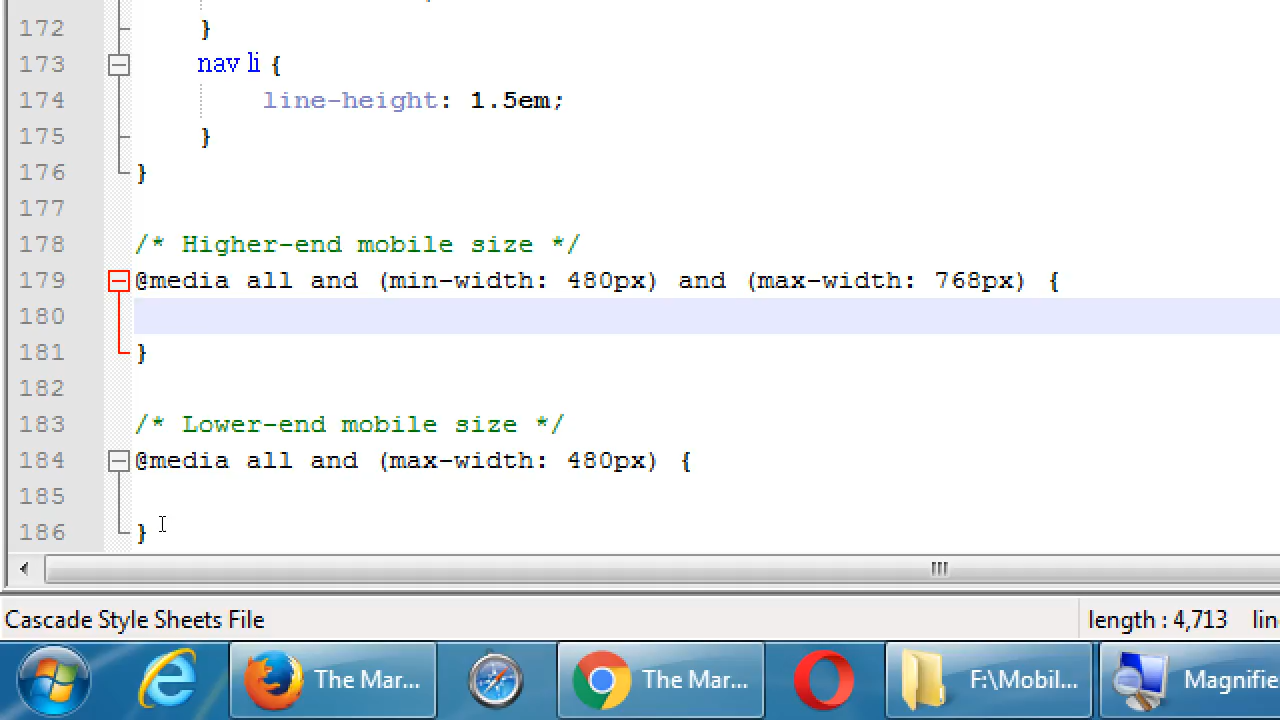 172 }
173 nav li {
174 line-height: 1.5em;
175 }
176 }
177
178 /* Higher-end mobile size */
179 @media all and (min-width: 480px) and (max-width: 768px) {
180
181 }
182
183 /* Lower-end mobile size */
184 @media all and (max-width: 480px) {
185
186 }
Cascade Style Sheets File length : 4,713 lin
The Mar... The Mar... F:\Mobil... Magnifie